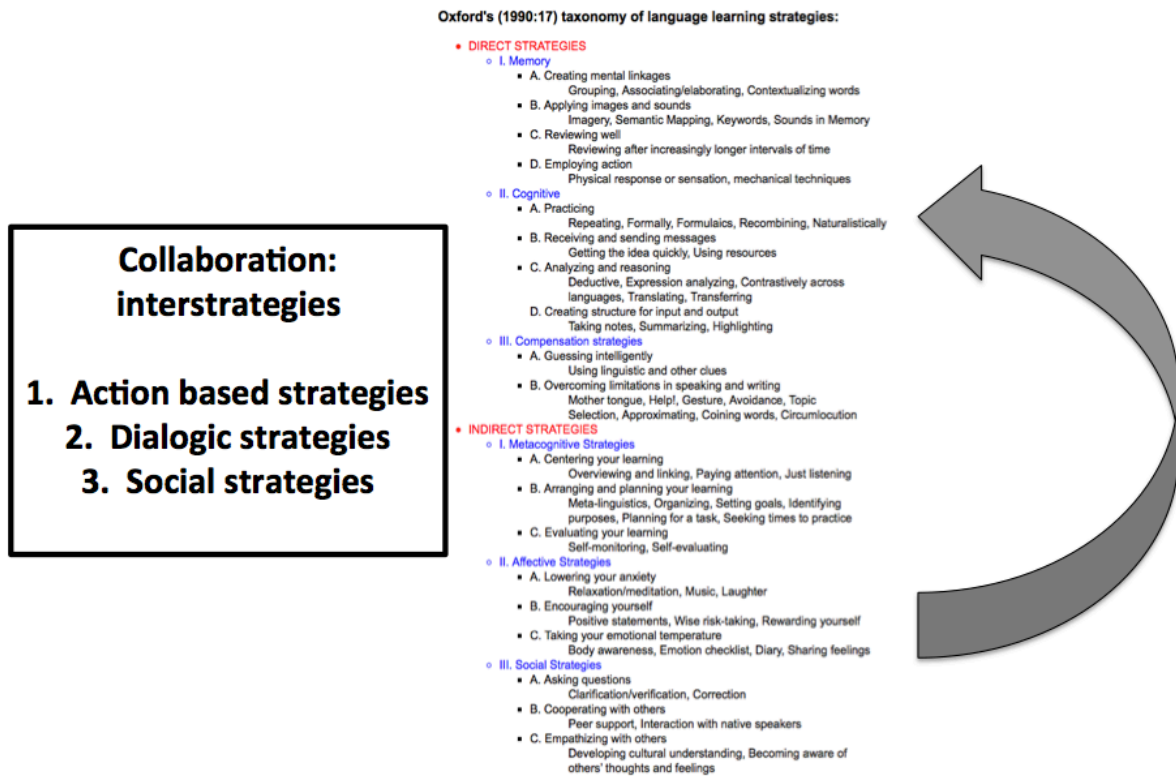 Oxford's (1990:17) taxonomy of language learning strategies:
DIRECT STRATEGIES
I. Memory
A. Creating mental linkages
Grouping, Associating/elaborating, Contextualizing words
B. Applying images and sounds
Imagery, Semantic Mapping, Keywords, Sounds in Memory
C. Reviewing well
Reviewing after increasingly longer intervals of time
D. Employing action
Physical response or sensation, mechanical techniques
II. Cognitive
A. Practicing
Repeating, Formally, Formulaics, Recombining, Naturalistically
B. Receiving and sending messages
Getting the idea quickly, Using resources
C. Analyzing and reasoning
Deductive, Expression analyzing, Contrastively across
languages, Translating, Transferring
D. Creating structure for input and output
Taking notes, Summarizing, Highlighting
III. Compensation strategies
A. Guessing intelligently
Using linguistic and other clues
B. Overcoming limitations in speaking and writing
Mother tongue, Help!, Gesture, Avoidance, Topic
Selection, Approximating, Coining words, Circumlocution
INDIRECT STRATEGIES
I. Metacognitive Strategies
A. Centering your learning
Overviewing and linking, Paying attention, Just listening
B. Arranging and planning your learning
Meta-linguistics, Organizing, Setting goals, Identifying
purposes, Planning for a task, Seeking times to practice
C. Evaluating your learning
Self-monitoring, Self-evaluating
II. Affective Strategies
A. Lowering your anxiety
Relaxation/meditation, Music, Laughter
B. Encouraging yourself
Positive statements, Wise risk-taking, Rewarding yourself
C. Taking your emotional temperature
Body awareness, Emotion checklist, Diary, Sharing feelings
III. Social Strategies
A. Asking questions
Clarification/verification, Correction
B. Cooperating with others
Peer support, Interaction with native speakers
C. Empathizing with others
Developing cultural understanding, Becoming aware of
others' thoughts and feelings
Collaboration:
interstrategies
1. Action based strategies
2. Dialogic strategies
3. Social strategies